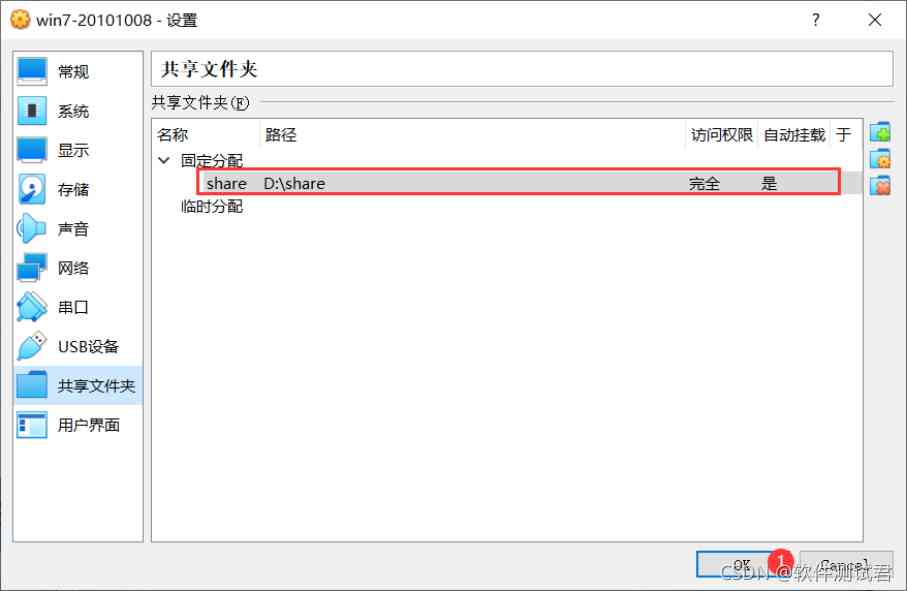 win7-20101008 - 设置
?
常规
系统
显示
存储
声音
网络
串口
USB设备
共享文件夹
用户界面
共享文件夹
共享文件夹(F)
名称 路径 访问权限 自动挂载 于
固定分配
share D:\share 完全 是
临时分配
OK 1 Cancel
CSDN @软件测试君